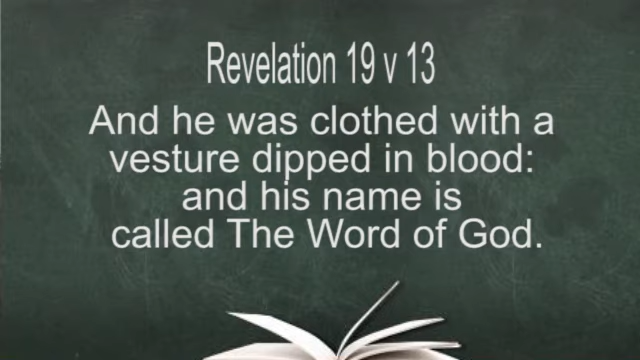 Revelation 19 v 13
And he was clothed with a
vesture dipped in blood:
and his name is
called The Word of God.